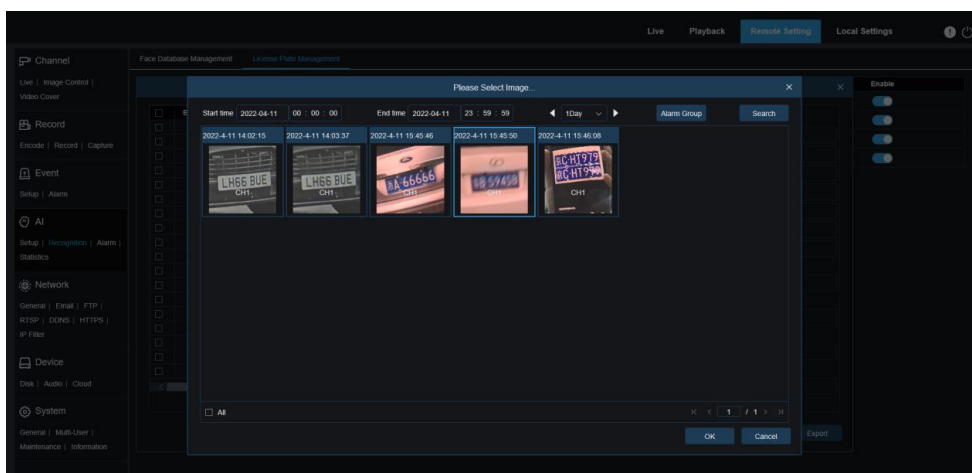 Live Playback Remote Setting Local Settings
Channel
Live | Image Control |
Video Cover
Record
Encode | Record | Capture
Event
Setup | Alarm
AI
Setup | Recognition | Alarm |
Statistics
Network
General | Email | FTP |
RTSP | DDNS | HTTPS |
IP Filter
Device
Disk | Audio | Cloud
System
General | Multi-User |
Maintenance | Information
Face Database Management License Plate Management
Enable
Please Select Image...
Start time 2022-04-11 00 : 00 : 00 End time 2022-04-11 23 : 59 : 59 1Day Alarm Group Search
2022-4-11 14:02:15 2022-4-11 14:03:37 2022-4-11 15:45:46 2022-4-11 15:45:50 2022-4-11 15:46:08
LH66 BUE LH66 BUE A·66666 59458 C·HT979
C·HT999
CH1 CH1 CH1 CH1 CH1
All
1 / 1
OK Cancel
Export